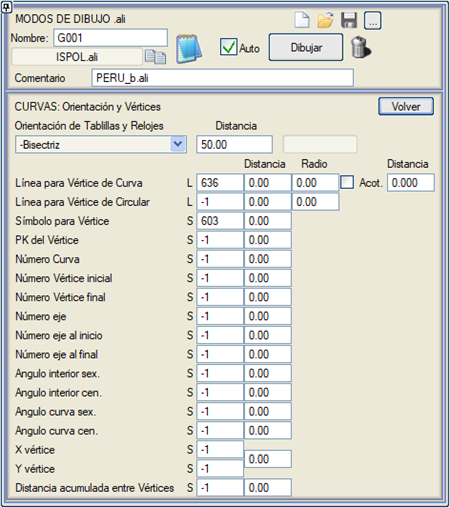 MODOS DE DIBUJO .ali
Nombre: G001
ISPOL.ali
Auto
Dibujar
...
Comentario PERU_b.ali
CURVAS: Orientación y Vértices
Volver
Orientación de Tablillas y Relojes Distancia
-Bisectriz 50.00
Distancia Radio Distancia
Línea para Vértice de Curva L 636 0.00 0.00 Acot. 0.000
Línea para Vértice de Circular L -1 0.00 0.00
Símbolo para Vértice S 603 0.00
PK del Vértice S -1 0.00
Número Curva S -1 0.00
Número Vértice inicial S -1 0.00
Número Vértice final S -1 0.00
Número eje S -1 0.00
Número eje al inicio S -1 0.00
Número eje al final S -1 0.00
Angulo interior sex. S -1 0.00
Angulo interior cen. S -1 0.00
Angulo curva sex. S -1 0.00
Angulo curva cen. S -1 0.00
X vértice S -1
0.00
Y vértice S -1
Distancia acumulada entre Vértices S -1 0.00